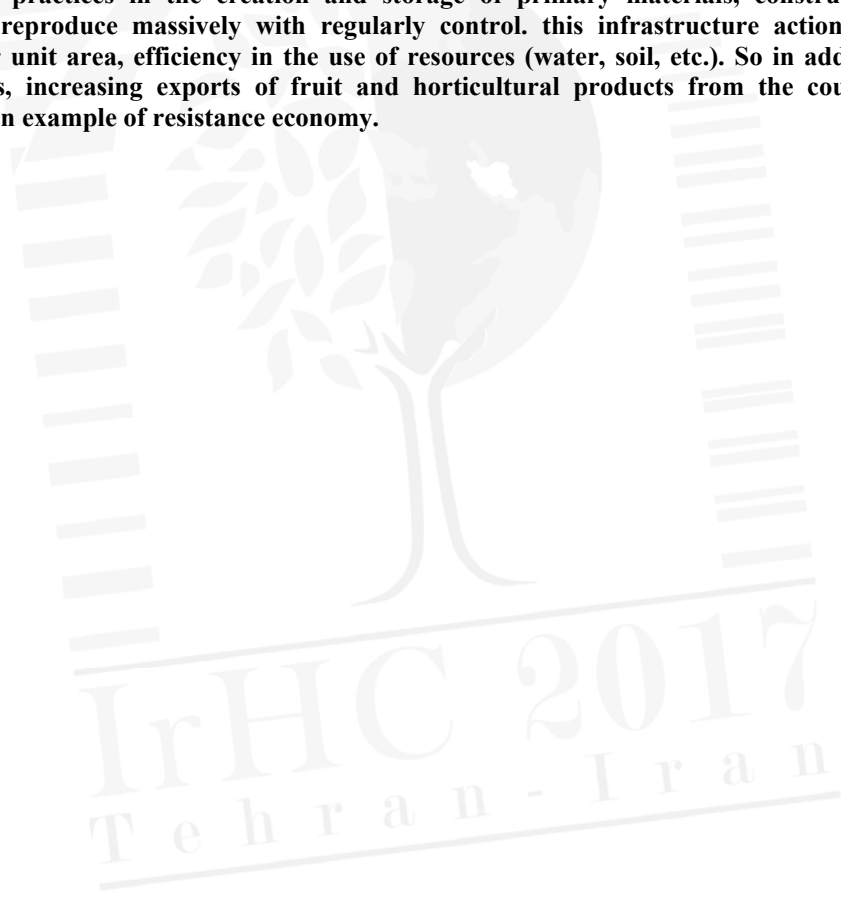 practices in the creation and storage of primary materials, constru
reproduce massively with regularly control. this infrastructure action
unit area, efficiency in the use of resources (water, soil, etc.). So in add
s, increasing exports of fruit and horticultural products from the cou
n example of resistance economy.
IrHC 2017
Tehran-Iran